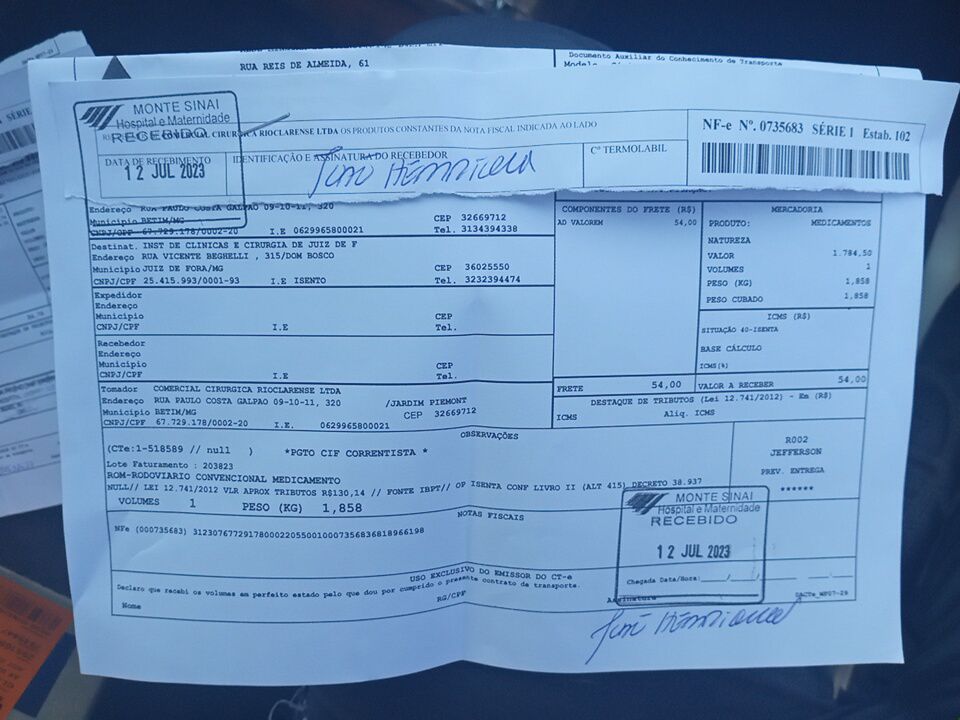 RUA REIS DE ALMEIDA, 61
Documento Auxiliar do Conhecimento de Transporte
MONTE SINAI
Hospital e Maternidade
RECEBIDO
12 JUL 2023
CIRURGICA RIOCLARENSE LTDA OS PRODUTOS CONSTANTES DA NOTA FISCAL INDICADA AO LADO
DATA DE RECEBIMENTO
IDENTIFICAÇÃO E ASSINATURA DO RECEBEDOR
Cº TERMOLABIL
NF-e Nº. 0735683 SÉRIE 1 Estab. 102
Endereço RUA PAULO COSTA GALPAO 09-10-11, 320
Municipio BETIM/MG CEP 32669712
CNPJ/CPF 67.729.178/0002-20 I.E 0629965800021 Tel. 3134394338
Destinat. INST DE CLINICAS E CIRURGIA DE JUIZ DE F
Endereço RUA VICENTE BEGHELLI , 315/DOM BOSCO
Municipio JUIZ DE FORA/MG CEP 36025550
CNPJ/CPF 25.415.993/0001-93 I.E ISENTO Tel. 3232394474
Expedidor
Endereco
Municipio CEP
CNPJ/CPF I.E Tel.
Recebedor
Endereço
Município CEP
CNPJ/CPF I.E Tel.
Tomador COMERCIAL CIRURGICA RIOCLARENSE LTDA
Endereço RUA PAULO COSTA GALPAO 09-10-11, 320 /JARDIM PIEMONT
Municipio BETIM/MG CEP 32669712
CNPJ/CPF 67.729.178/0002-20 I.E. 0629965800021
COMPONENTES DO FRETE (R$)
AD VALOREM 54,00
MERCADORIA
PRODUTO: MEDICAMENTOS
NATUREZA
VALOR 1.784,50
VOLUMES 1
PESO (KG) 1,858
PESO CUBADO 1,858
ICMS (R$)
SITUAÇÃO 40-ISENTA
BASE CÁLCULO
ICMS(%)
FRETE 54,00 VALOR A RECEBER 54,00
DESTAQUE DE TRIBUTOS (Lei 12.741/2012) - Em (R$)
ICMS Aliq. ICMS
OBSERVAÇÕES
(CTe:1-518589 // null ) *PGTO CIF CORRENTISTA *
Lote Faturamento : 203823
ROM-RODOVIARIO CONVENCIONAL MEDICAMENTO
NULL// LEI 12.741/2012 VLR APROX TRIBUTOS R$130,14 // FONTE IBPT// OP ISENTA CONF LIVRO II (ALT 415) DECRETO 38.937
VOLUMES 1 PESO (KG) 1,858
R002
JEFFERSON
PREV. ENTREGA
******
NOTAS FISCAIS
NFe (000735683) 31230767729178000220550010007356836818966198
MONTE SINAI
Hospital e Maternidade
RECEBIDO
12 JUL 2023
USO EXCLUSIVO DO EMISSOR DO CT-e
Declaro que recebi os volumes em perfeito estado pelo que dou por cumprido o presente contrato de transporte.
Chegada Data/Hora: __/__/__
Nome RG/CPF Assinatura